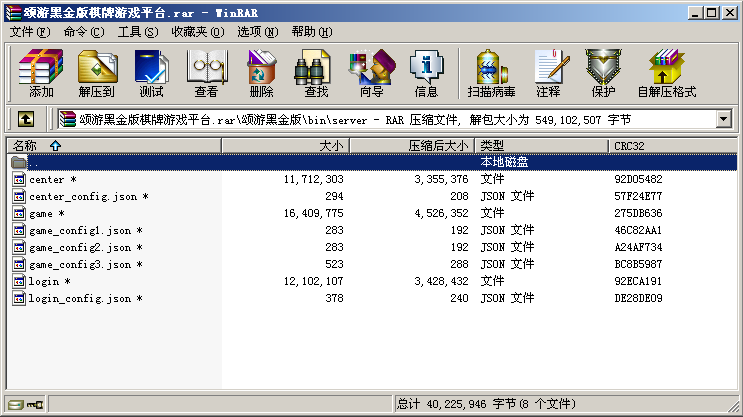 颂游黑金版棋牌游戏平台.rar - WinRAR
文件(F) 命令(C) 工具(S) 收藏夹(O) 选项(N) 帮助(H)
添加 解压到 测试 查看 删除 查找 向导 信息 扫描病毒 注释 保护 自解压格式
颂游黑金版棋牌游戏平台.rar\颂游黑金版\bin\server - RAR 压缩文件, 解包大小为 549,102,507 字节
名称 大小 压缩后大小 类型 CRC32
.. 本地磁盘
center * 11,712,303 3,355,376 文件 92D05482
center_config.json * 294 208 JSON 文件 57F24E77
game * 16,409,775 4,526,352 文件 275DB636
game_config1.json * 283 192 JSON 文件 46C82AA1
game_config2.json * 283 192 JSON 文件 A24AF734
game_config3.json * 523 288 JSON 文件 BC8B5987
login * 12,102,107 3,428,432 文件 92ECA191
login_config.json * 378 240 JSON 文件 DE28DE09
总计 40,225,946 字节(8 个文件)